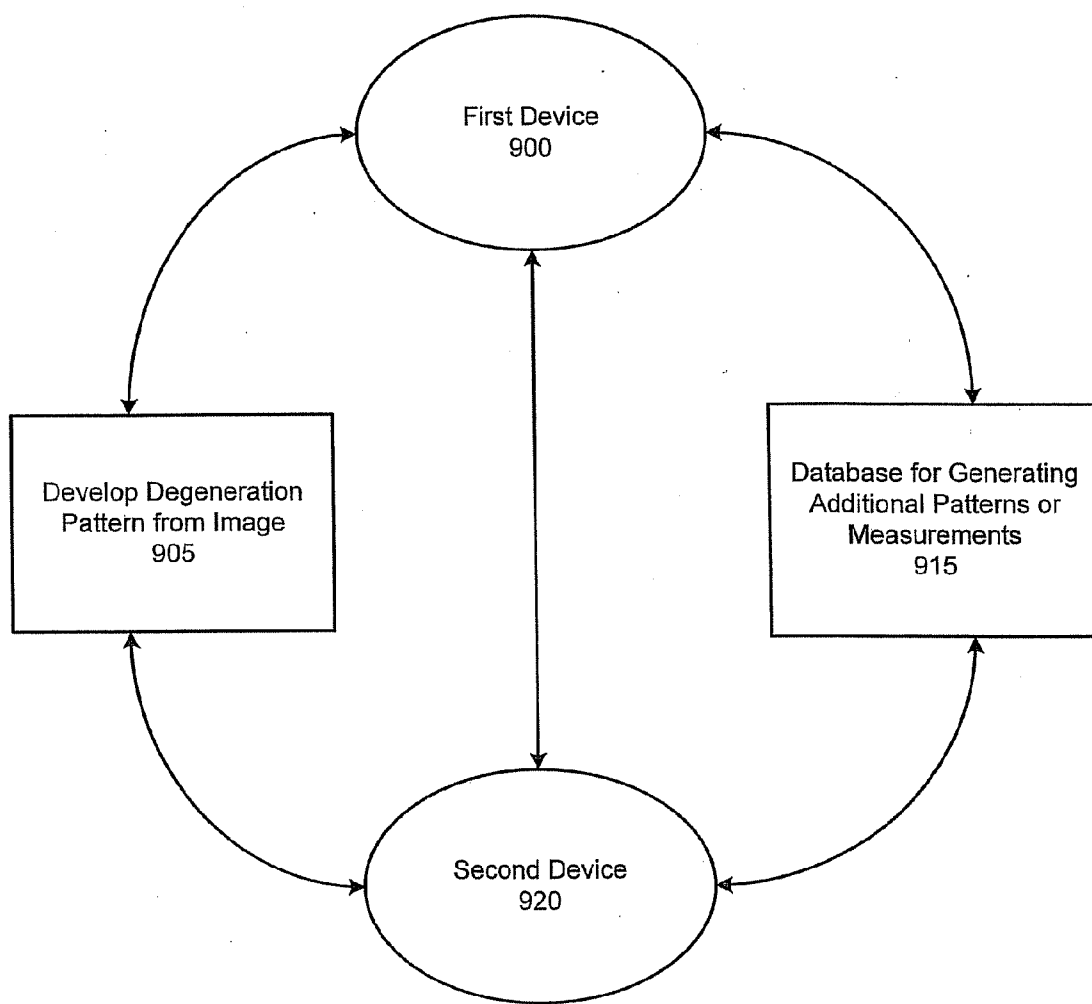 First Device
900
Develop Degeneration
Pattern from Image
905
Database for Generating
Additional Patterns or
Measurements
915
Second Device
920